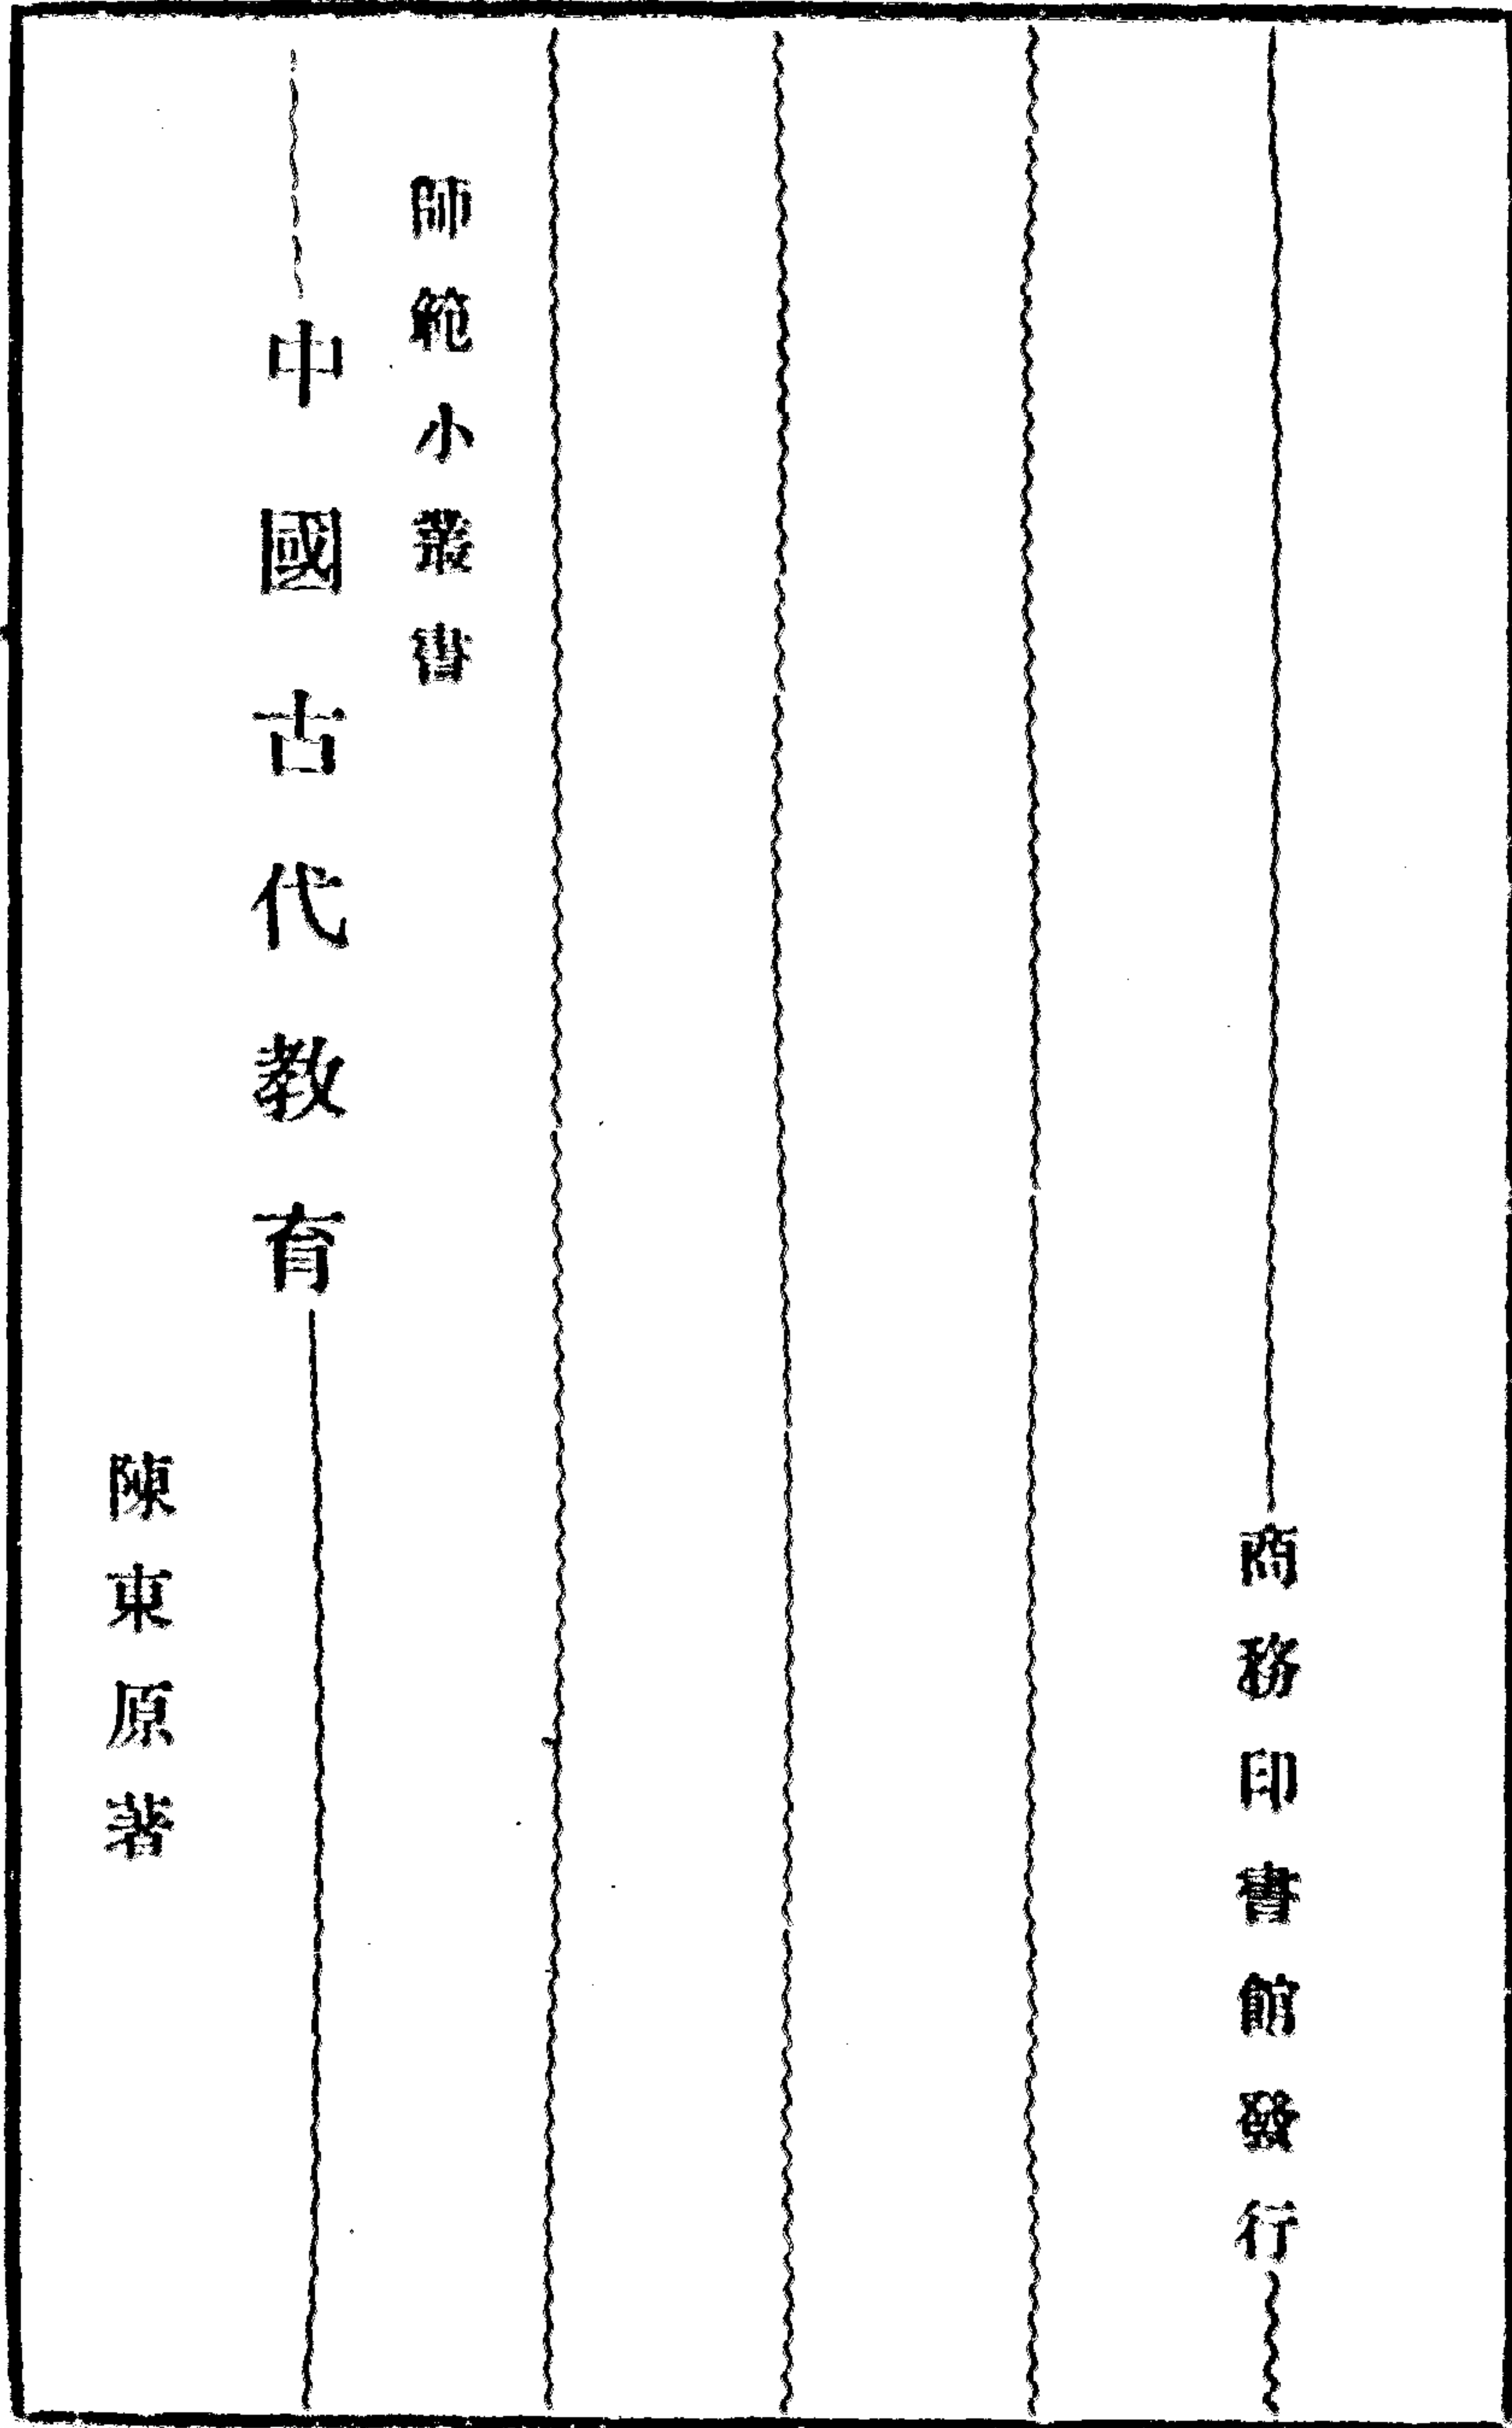 師範小叢書
中國古代教育
陳東原著
商務印書館發行